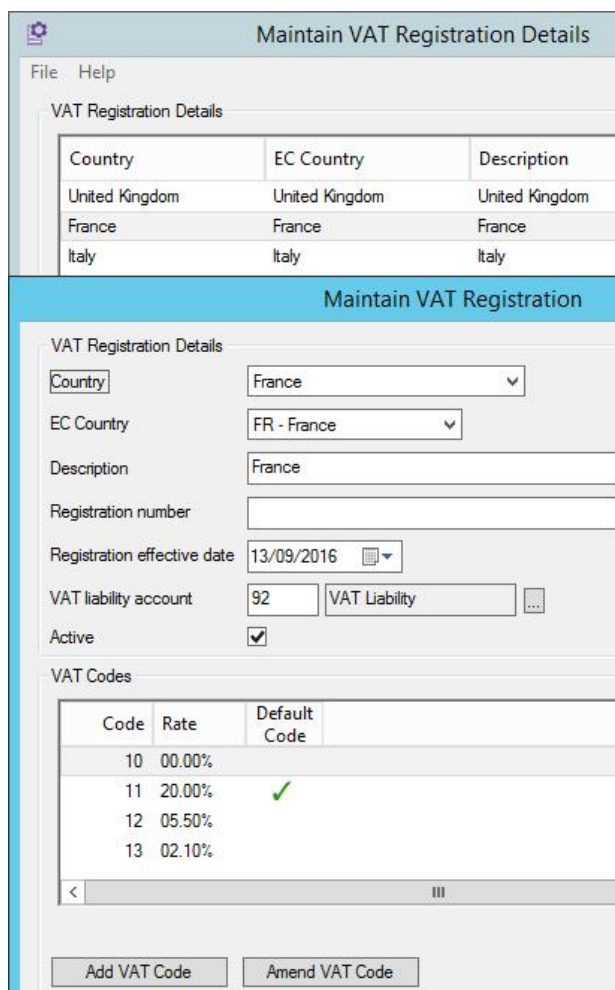 Maintain VAT Registration Details
File Help
VAT Registration Details
Country EC Country Description
United Kingdom United Kingdom United Kingdom
France France France
Italy Italy Italy
Maintain VAT Registration
VAT Registration Details
Country France
EC Country FR - France
Description France
Registration number
Registration effective date 13/09/2016
VAT liability account 92 VAT Liability ...
Active
VAT Codes
Code Rate Default
Code
10 00.00%
11 20.00%
12 05.50%
13 02.10%
Add VAT Code Amend VAT Code